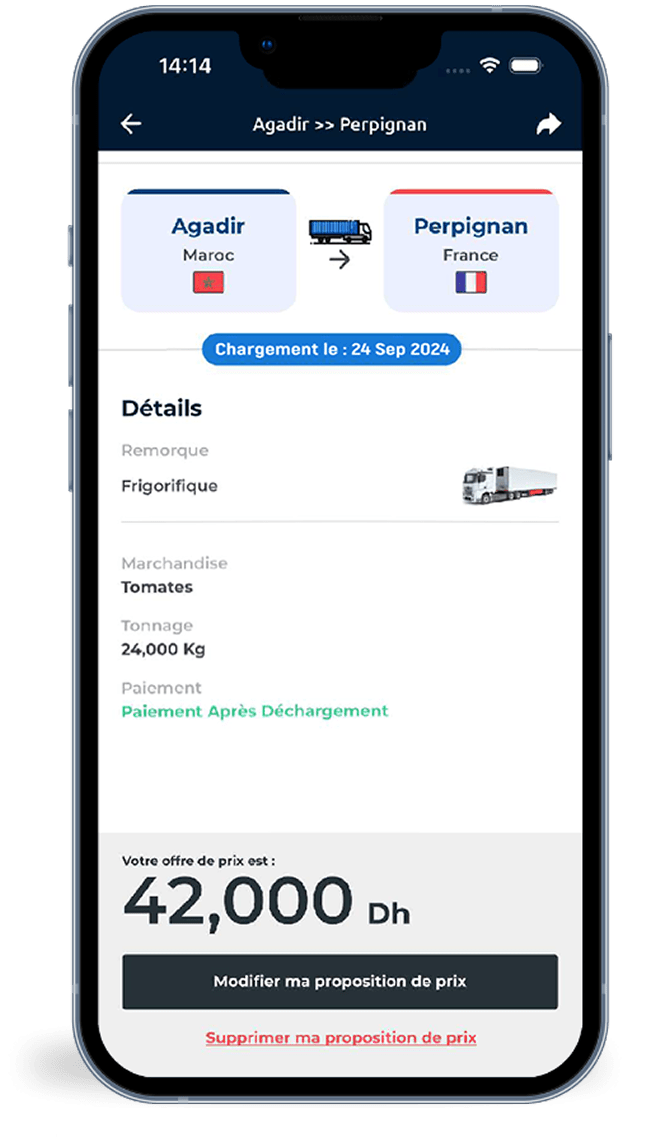 14:14
Agadir >> Perpignan
Agadir
Maroc
Perpignan
France
Chargement le : 24 Sep 2024
Détails
Remorque
Frigorifique
Marchandise
Tomates
Tonnage
24,000 Kg
Paiement
Paiement Après Déchargement
Votre offre de prix est :
42,000 Dh
Modifier ma proposition de prix
Supprimer ma proposition de prix